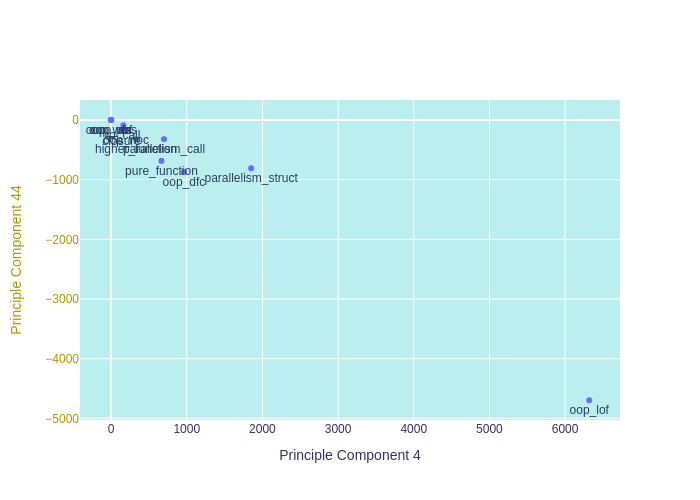 0
−1000
−2000
−3000
−4000
−5000
Principle Component 44
parallelism_call
pure_function
oop_dfc
parallelism_struct
oop_lof
0
1000
2000
3000
4000
5000
6000
Principle Component 4